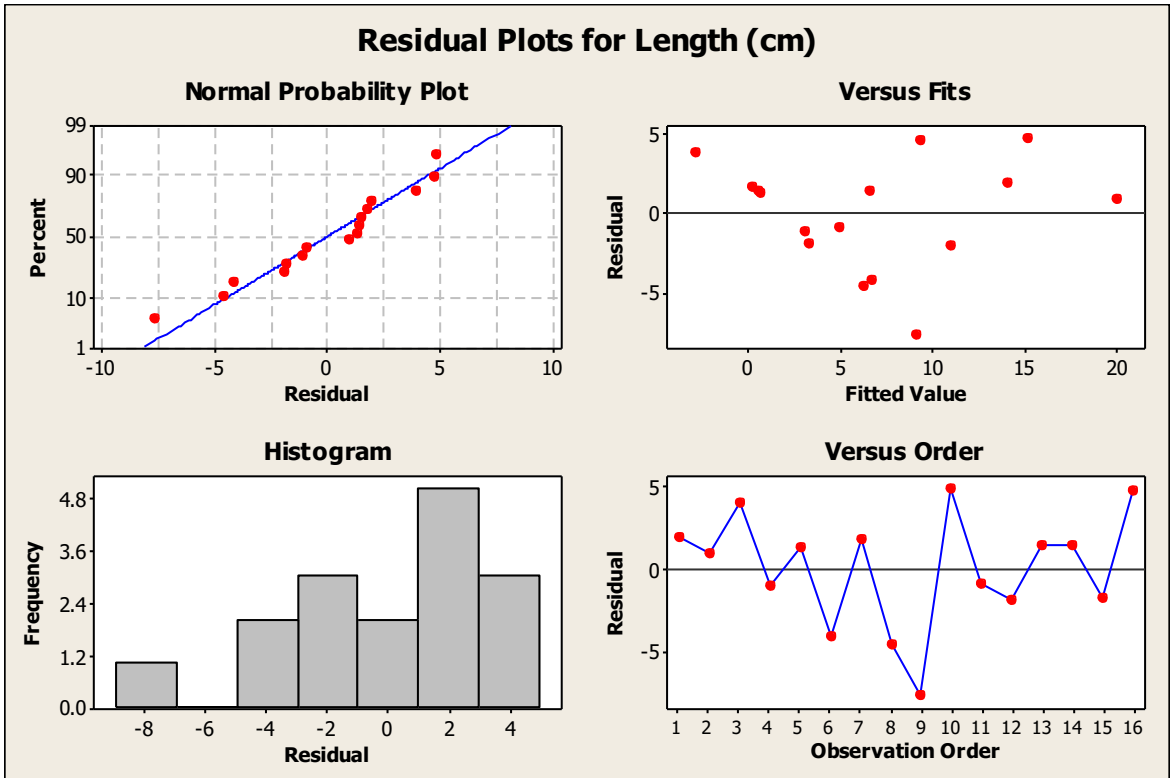 Residual Plots for Length (cm)
Normal Probability Plot
99
90
50
10
1
Percent
-10 -5 0 5 10
Residual
Versus Fits
5
0
-5
Residual
0 5 10 15 20
Fitted Value
Histogram
4.8
3.6
2.4
1.2
0.0
Frequency
-8 -6 -4 -2 0 2 4
Residual
Versus Order
5
0
-5
Residual
1 2 3 4 5 6 7 8 9 10 11 12 13 14 15 16
Observation Order